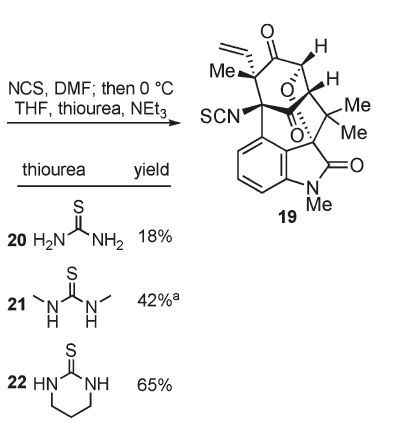 NCS, DMF; then 0 °C
THF, thiourea, NEt₃
thiourea yield
20 S H₂N NH₂ 18%
21 S N H N H 42%ᵃ
22 S HN NH 65%
O H
Me H
O Me
SCN O Me
O
N
Me
19